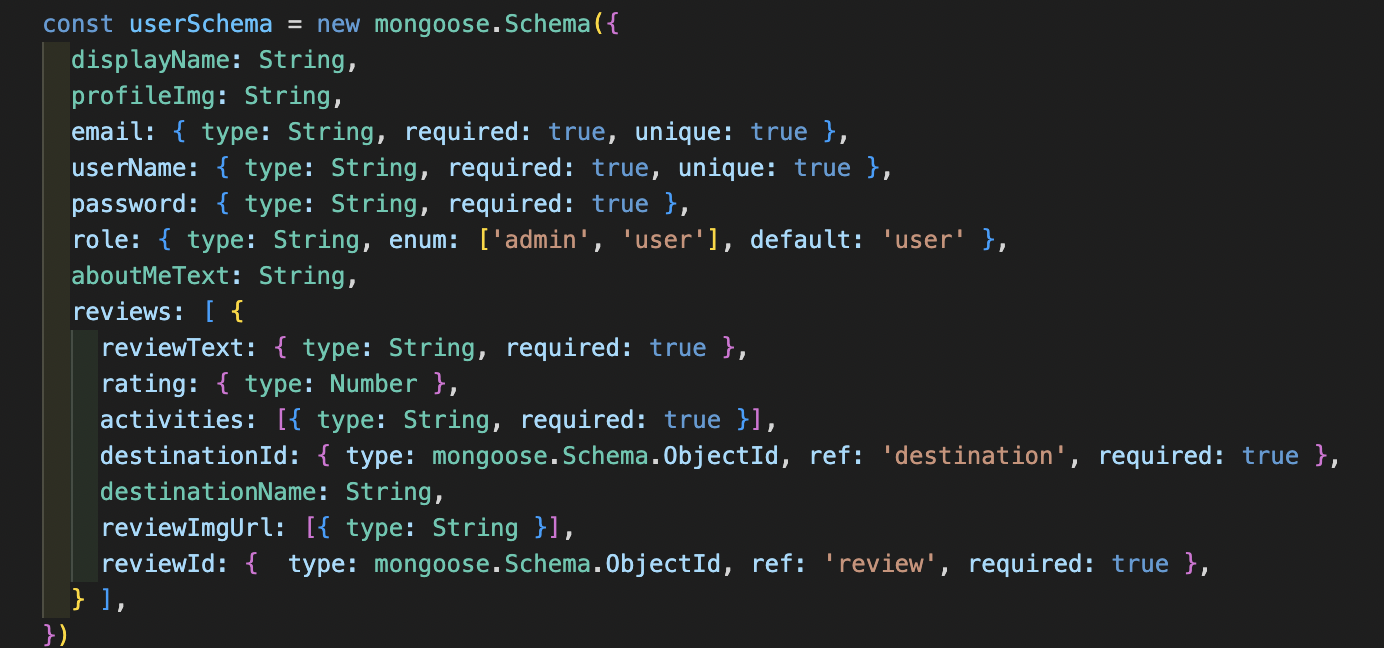 const userSchema = new mongoose.Schema({
displayName: String,
profileImg: String,
email: { type: String, required: true, unique: true },
userName: { type: String, required: true, unique: true },
password: { type: String, required: true },
role: { type: String, enum: ['admin', 'user'], default: 'user' },
aboutMeText: String,
reviews: [ {
reviewText: { type: String, required: true },
rating: { type: Number },
activities: [{ type: String, required: true }],
destinationId: { type: mongoose.Schema.ObjectId, ref: 'destination', required: true },
destinationName: String,
reviewImgUrl: [{ type: String }],
reviewId: {  type: mongoose.Schema.ObjectId, ref: 'review', required: true },
} ],
})